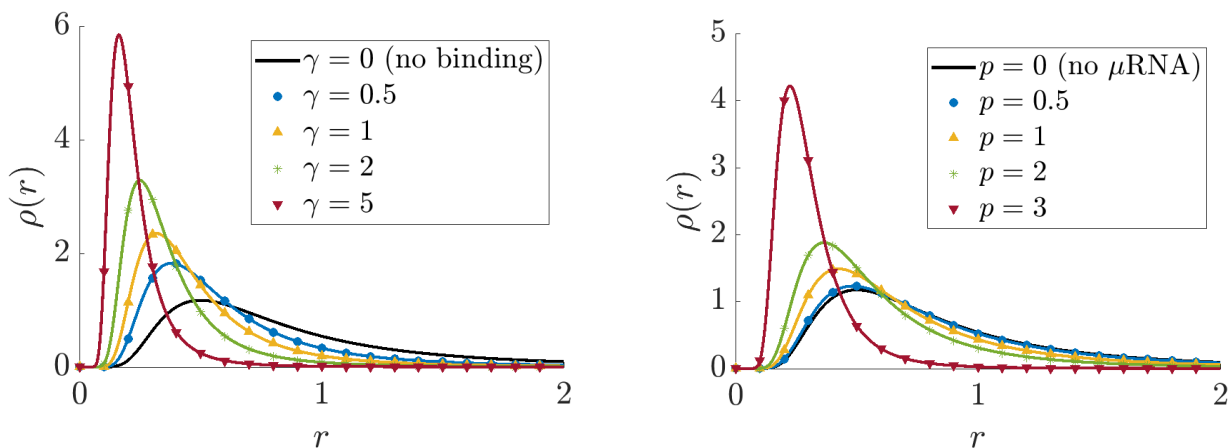 6
4
2
0
ρ(r)
γ = 0 (no binding)
γ = 0.5
γ = 1
γ = 2
γ = 5
0
1
2
r
5
4
3
2
1
0
ρ(r)
p = 0 (no μRNA)
p = 0.5
p = 1
p = 2
p = 3
0
1
2
r